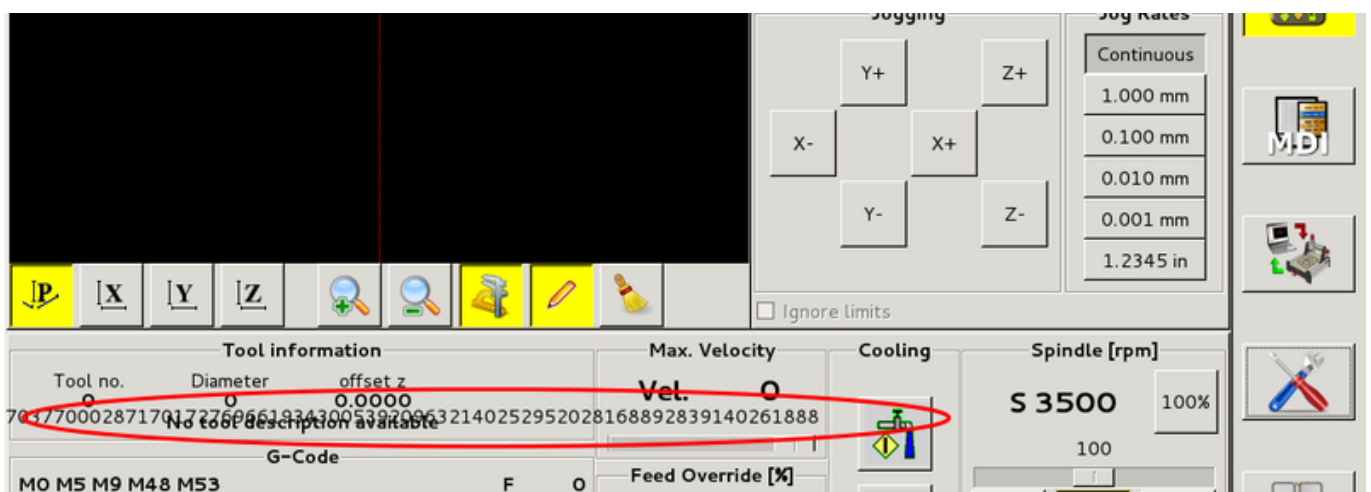 Jogging
Jog Rates
Y+
Z+
Continuous
1.000 mm
X-
X+
0.100 mm
0.010 mm
Y-
Z-
0.001 mm
1.2345 in
MDI
P
X
Y
Z
Ignore limits
Tool information
Max. Velocity
Cooling
Spindle [rpm]
Tool no.
Diameter
offset z
0
0
0.0000
Vel. 0
S 3500
100%
No tool description available
100
G-Code
Feed Override [%]
M0 M5 M9 M48 M53
F 0